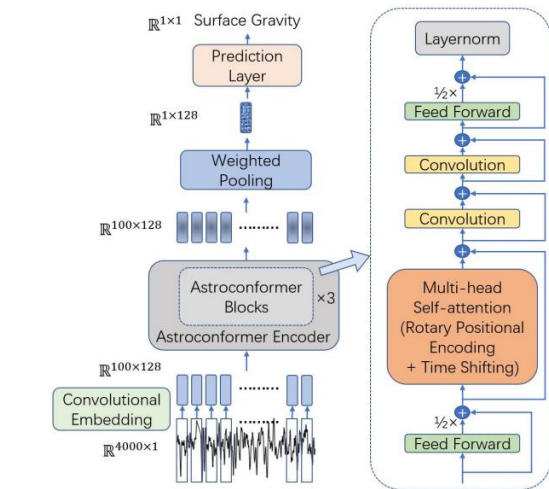 ℝ^{1×1} Surface Gravity
Prediction
Layer
ℝ^{1×128}
Weighted
Pooling
ℝ^{100×128}
.........
Astroconformer
Blocks
×3
Astroconformer Encoder
ℝ^{100×128}
.........
Convolutional
Embedding
.........
ℝ^{4000×1}
Layernorm
½×
Feed Forward
Convolution
Convolution
Multi-head
Self-attention
(Rotary Positional
Encoding
+ Time Shifting)
½×
Feed Forward